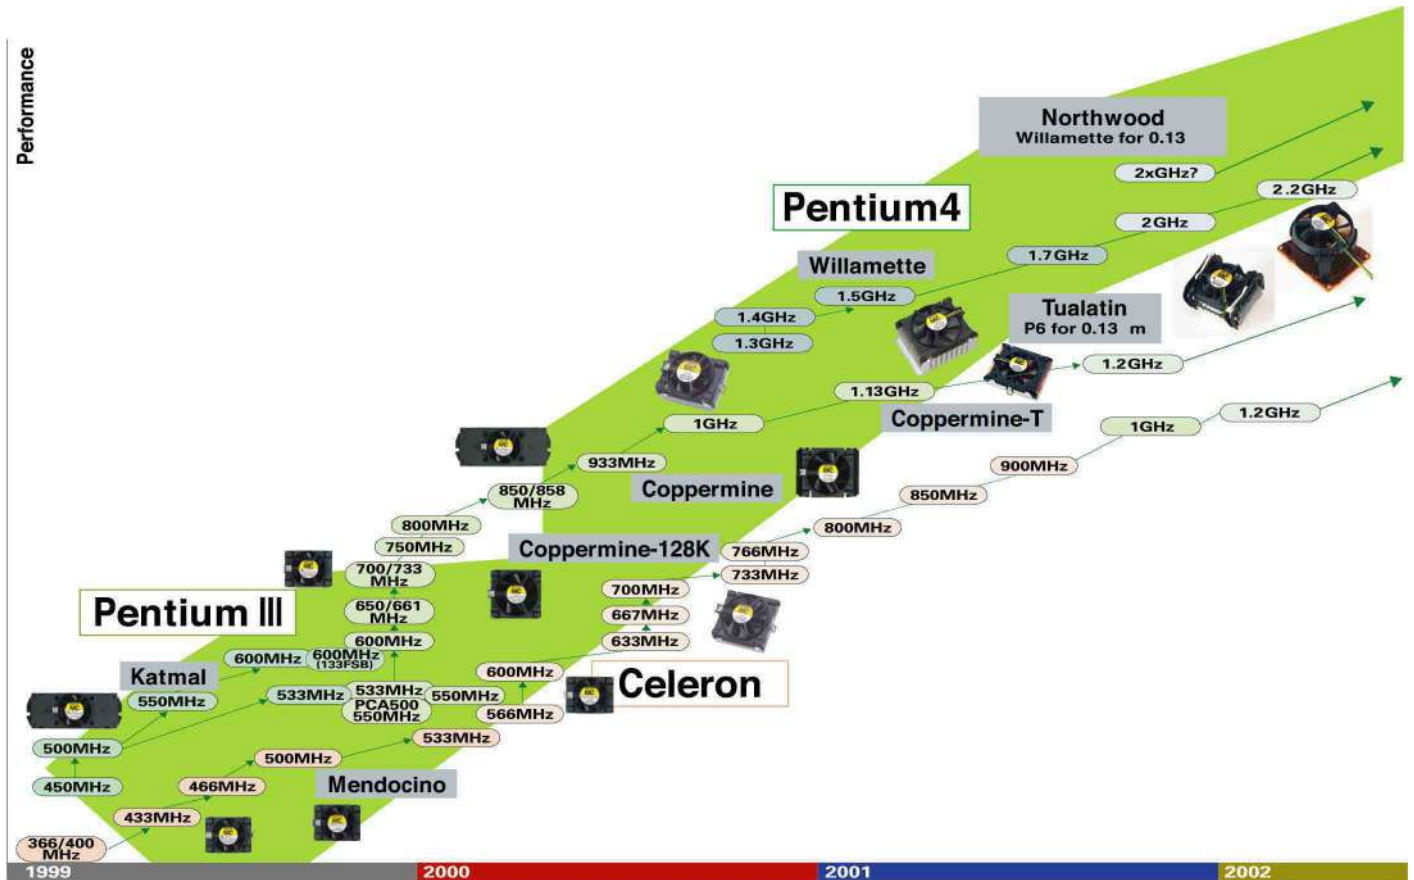 Performance
Northwood
Willamette for 0.13
2xGHz?
2.2GHz
Pentium4
2GHz
1.7GHz
Willamette
1.5GHz
1.4GHz
1.3GHz
Tualatin
P6 for 0.13 m
1.2GHz
1.13GHz
1GHz
Coppermine-T
1.2GHz
1GHz
933MHz
900MHz
850/858
MHz
Coppermine
850MHz
800MHz
800MHz
750MHz
Coppermine-128K
766MHz
733MHz
700/733
MHz
700MHz
Pentium III
650/661
MHz
667MHz
600MHz
633MHz
600MHz
600MHz
(133FSB)
Katmal
600MHz
Celeron
550MHz
533MHz
533MHz
PCA500
550MHz
550MHz
566MHz
500MHz
533MHz
500MHz
450MHz
466MHz
Mendocino
433MHz
366/400
MHz
1999
2000
2001
2002